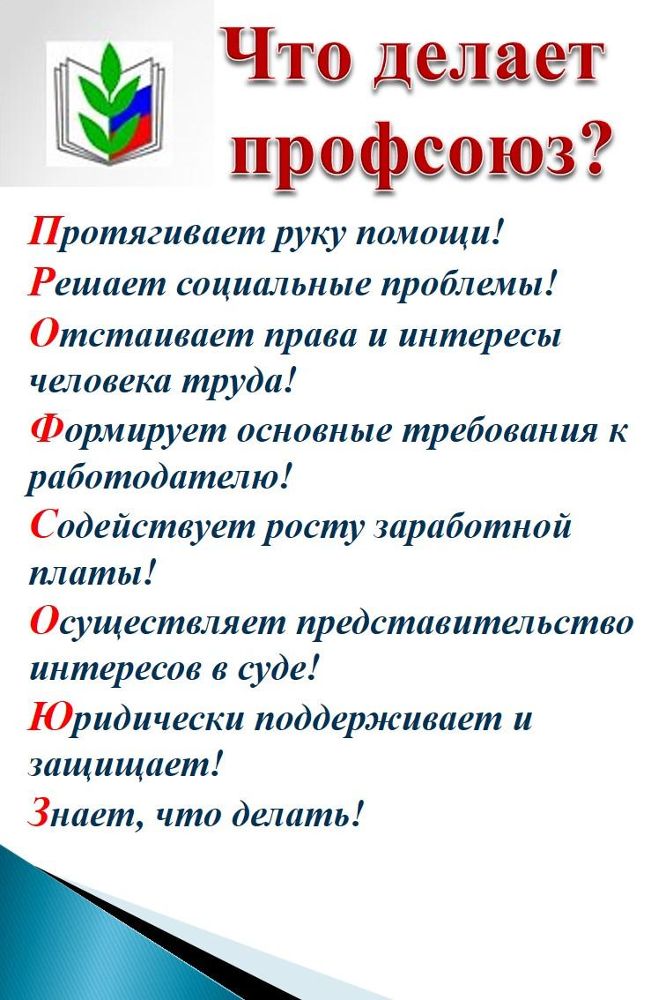 Что делает
профсоюз?
Протягивает руку помощи!
Решает социальные проблемы!
Отстаивает права и интересы
человека труда!
Формирует основные требования к
работодателю!
Содействует росту заработной
платы!
Осуществляет представительство
интересов в суде!
Юридически поддерживает и
защищает!
Знает, что делать!